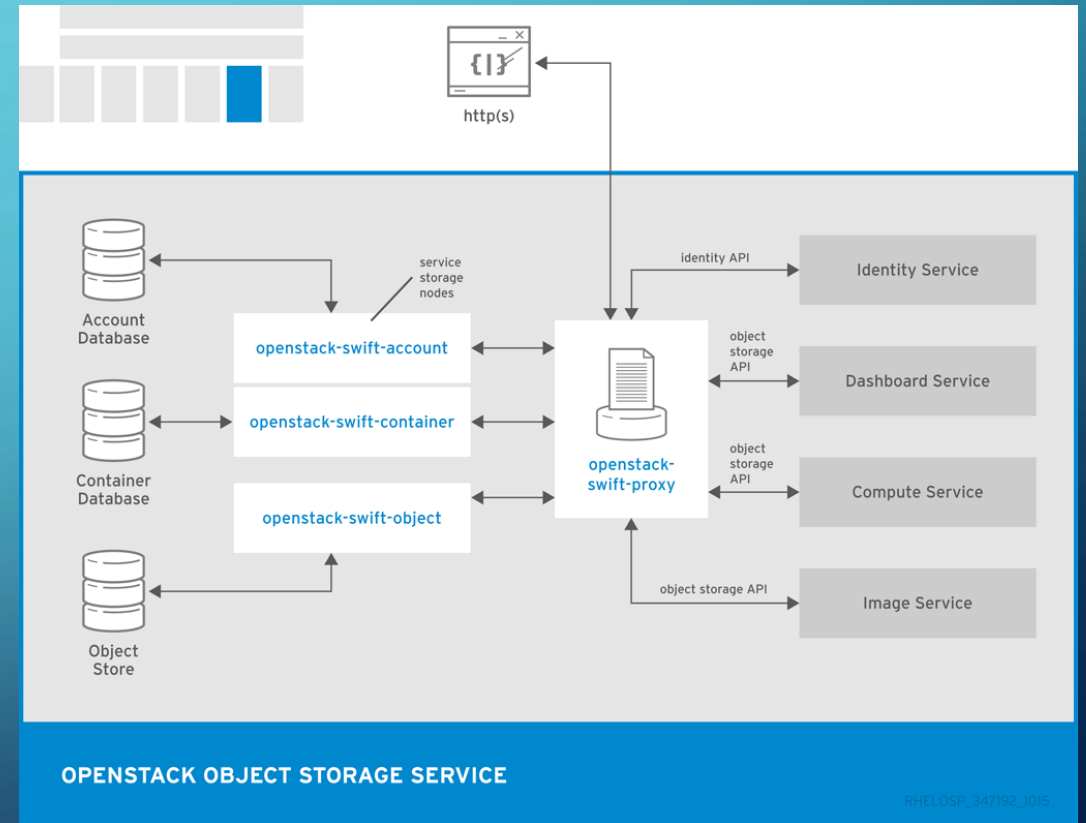 {|}
http(s)
Account
Database
service
storage
nodes
openstack-swift-account
Container
Database
openstack-swift-container
Object
Store
openstack-swift-object
openstack-
swift-proxy
identity API
Identity Service
object
storage
API
Dashboard Service
object
storage
API
Compute Service
object storage API
Image Service
OPENSTACK OBJECT STORAGE SERVICE
RHELOSP_347192_1015